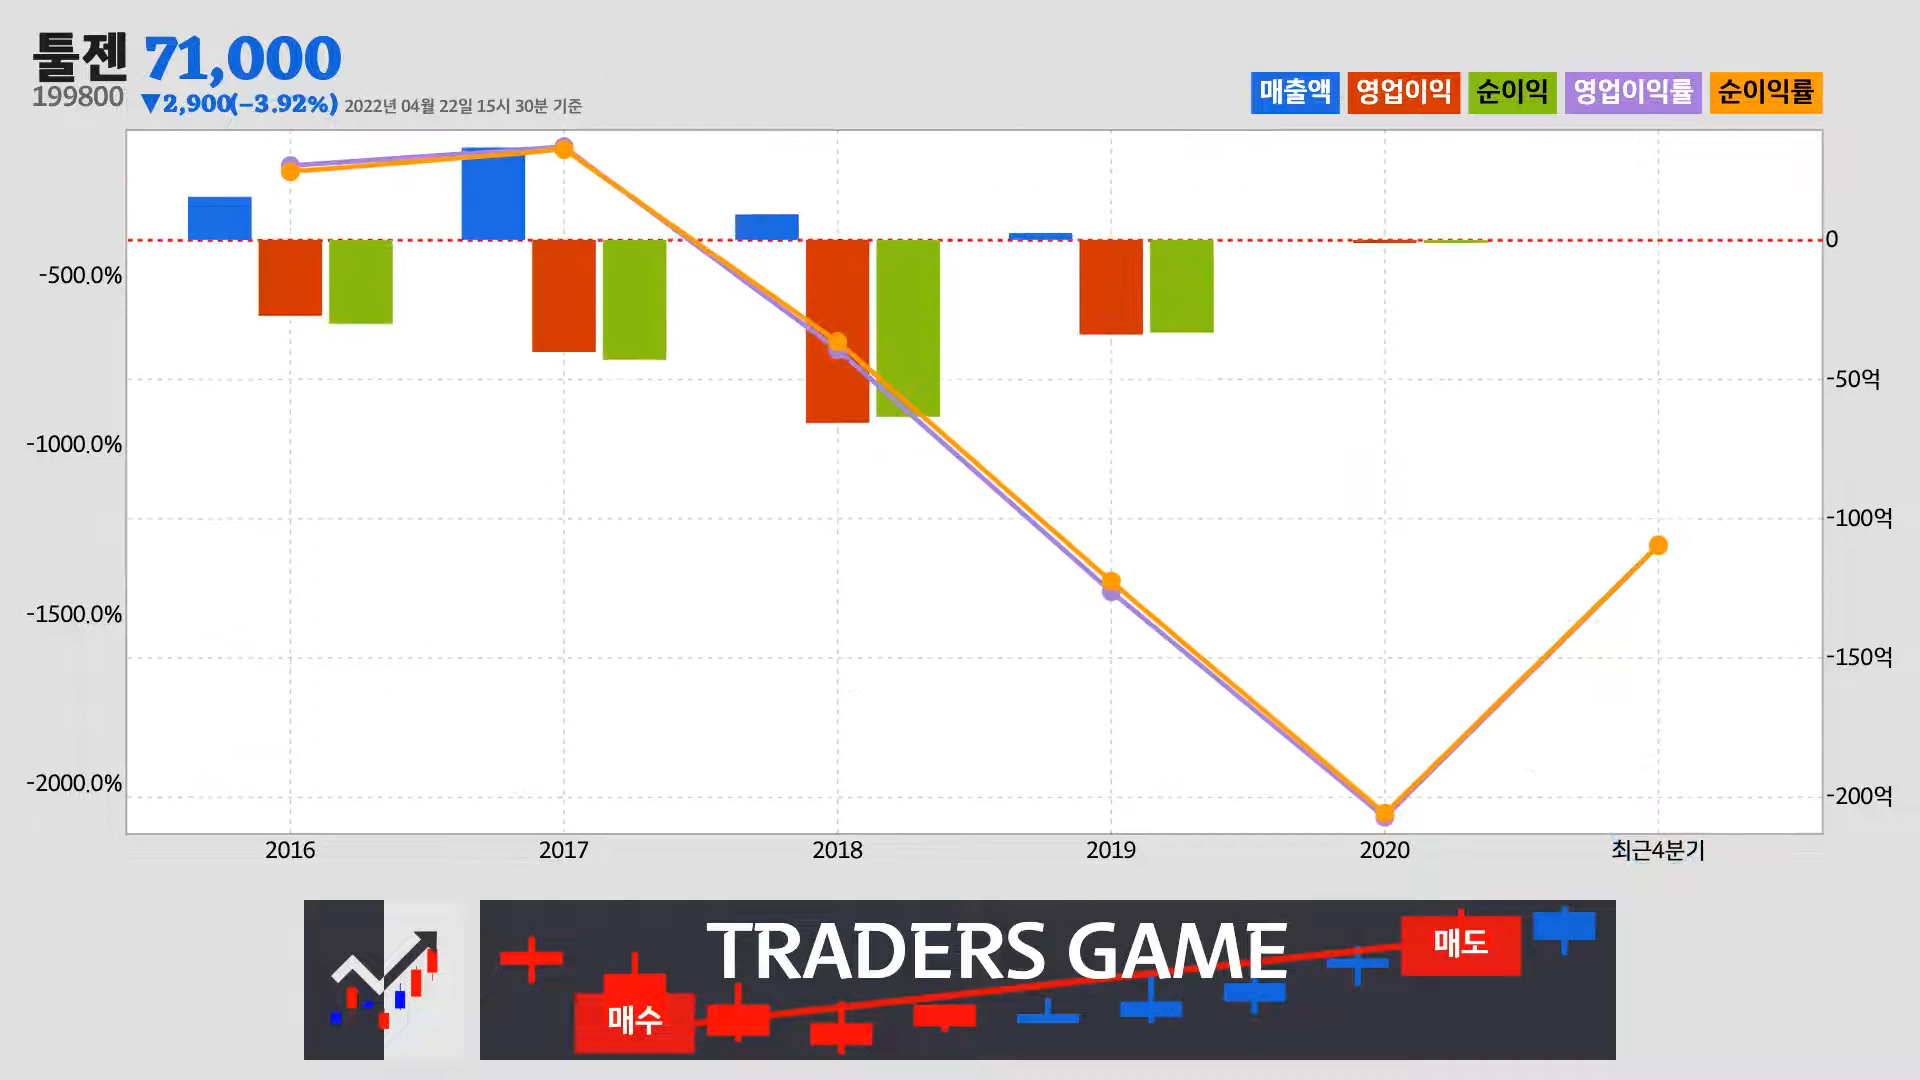 툴젠 71,000
199800 ▼2,900(−3.92%) 2022년 04월 22일 15시 30분 기준
매출액 영업이익 순이익 영업이익률 순이익률
0
-500.0%
-50억
-1000.0%
-100억
-1500.0%
-150억
-2000.0%
-200억
2016 2017 2018 2019 2020 최근4분기
TRADERS GAME
매도
매수